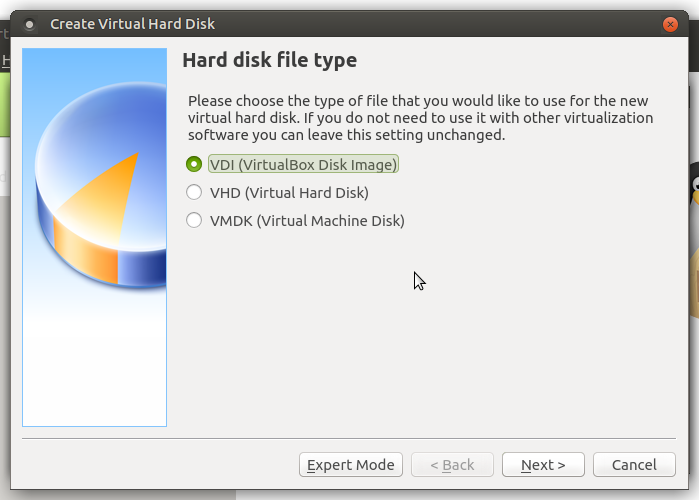 Create Virtual Hard Disk
Hard disk file type
Please choose the type of file that you would like to use for the new
virtual hard disk. If you do not need to use it with other virtualization
software you can leave this setting unchanged.
VDI (VirtualBox Disk Image)
VHD (Virtual Hard Disk)
VMDK (Virtual Machine Disk)
Expert Mode
< Back
Next >
Cancel